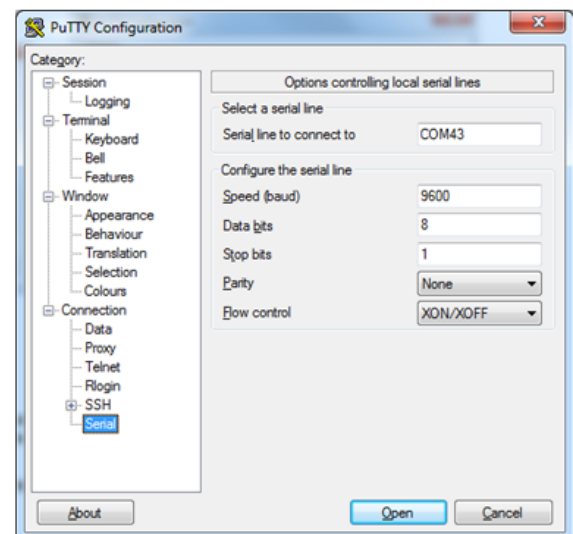 PuTTY Configuration
Category:
Session
Logging
Terminal
Keyboard
Bell
Features
Window
Appearance
Behaviour
Translation
Selection
Colours
Connection
Data
Proxy
Telnet
Rlogin
SSH
Serial
Options controlling local serial lines
Select a serial line
Serial line to connect to COM43
Configure the serial line
Speed (baud) 9600
Data bits 8
Stop bits 1
Parity None
Flow control XON/XOFF
About Open Cancel